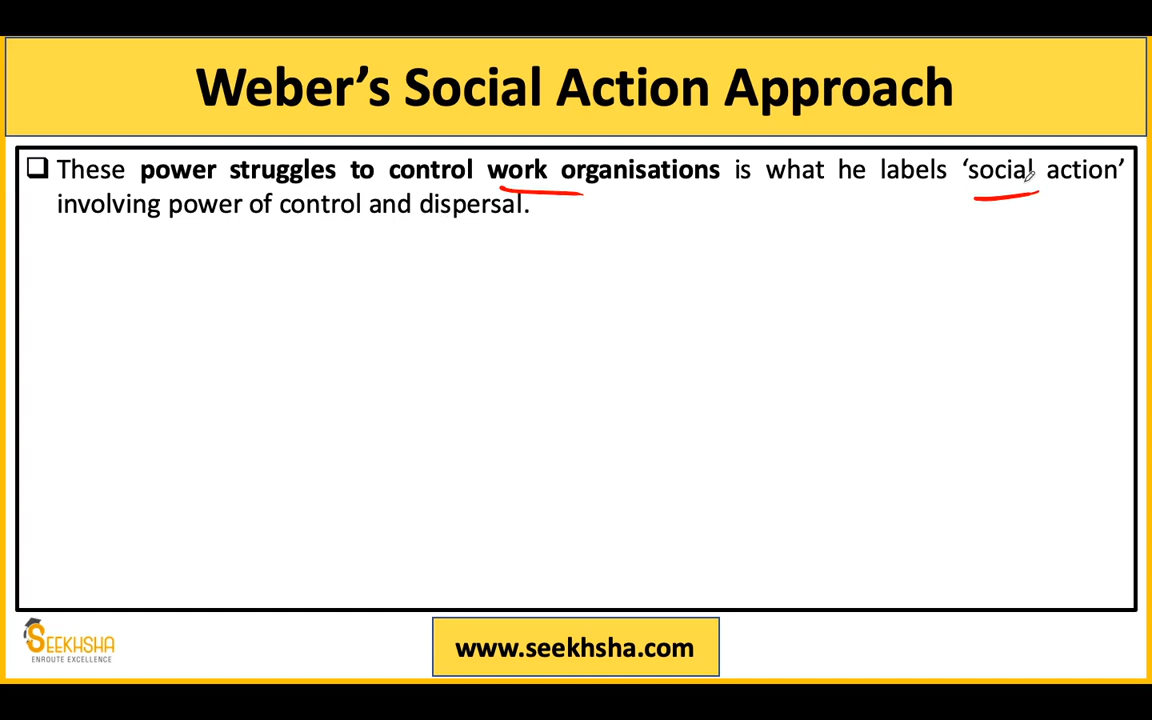 Weber’s Social Action Approach
❑ These power struggles to control work organisations is what he labels ‘social action’
involving power of control and dispersal.
SEEKHSHA
ENROUTE EXCELLENCE
www.seekhsha.com